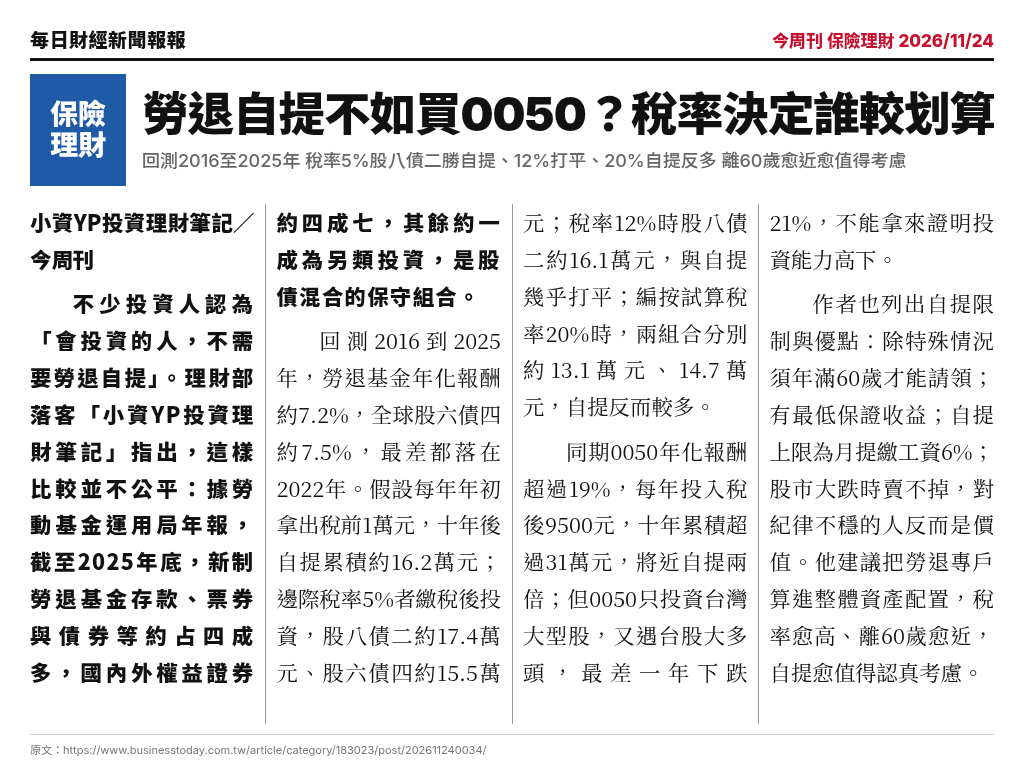 每日財經新聞報報
今周刊 保險理財 2026/11/24
保險
理財
勞退自提不如買0050？稅率決定誰較划算
回測2016至2025年 稅率5%股八債二勝自提、12%打平、20%自提反多 離60歲愈近愈值得考慮
小資YP投資理財筆記／
今周刊
不少投資人認為
「會投資的人，不需
要勞退自提」。理財部
落客「小資YP投資理
財筆記」指出，這樣
比較並不公平：據勞
動基金運用局年報，
截至2025年底，新制
勞退基金存款、票券
與債券等約占四成
多，國內外權益證券
約四成七，其餘約一
成為另類投資，是股
債混合的保守組合。
回測2016到2025
年，勞退基金年化報酬
約7.2%，全球股六債四
約7.5%，最差都落在
2022年。假設每年年初
拿出稅前1萬元，十年後
自提累積約16.2萬元；
邊際稅率5%者繳稅後投
資，股八債二約17.4萬
元、股六債四約15.5萬
元；稅率12%時股八債
二約16.1萬元，與自提
幾乎打平；編按試算稅
率20%時，兩組合分別
約13.1萬元、14.7萬
元，自提反而較多。
同期0050年化報酬
超過19%，每年投入稅
後9500元，十年累積超
過31萬元，將近自提兩
倍；但0050只投資台灣
大型股，又遇台股大多
頭，最差一年下跌
21%，不能拿來證明投
資能力高下。
作者也列出自提限
制與優點：除特殊情況
須年滿60歲才能請領；
有最低保證收益；自提
上限為月提繳工資6%；
股市大跌時賣不掉，對
紀律不穩的人反而是價
值。他建議把勞退專戶
算進整體資產配置，稅
率愈高、離60歲愈近，
自提愈值得認真考慮。
原文：https://www.businesstoday.com.tw/article/category/183023/post/202611240034/